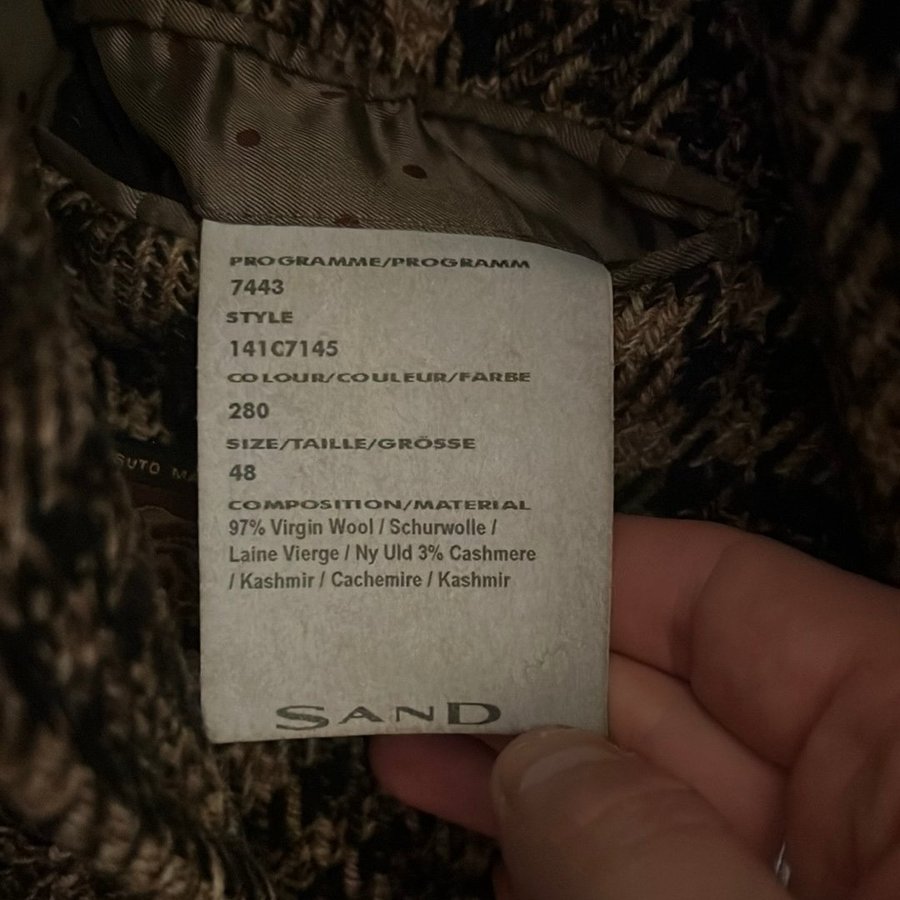 PROGRAMME/PROGRAMM
7443
STYLE
141C7145
COLOUR/COULEUR/FARBE
280
SIZE/TAILLE/GRÖSSE
48
COMPOSITION/MATERIAL
97% Virgin Wool / Schurwolle /
Laine Vierge / Ny Uld 3% Cashmere
/ Kashmir / Cachemire / Kashmir
SAND